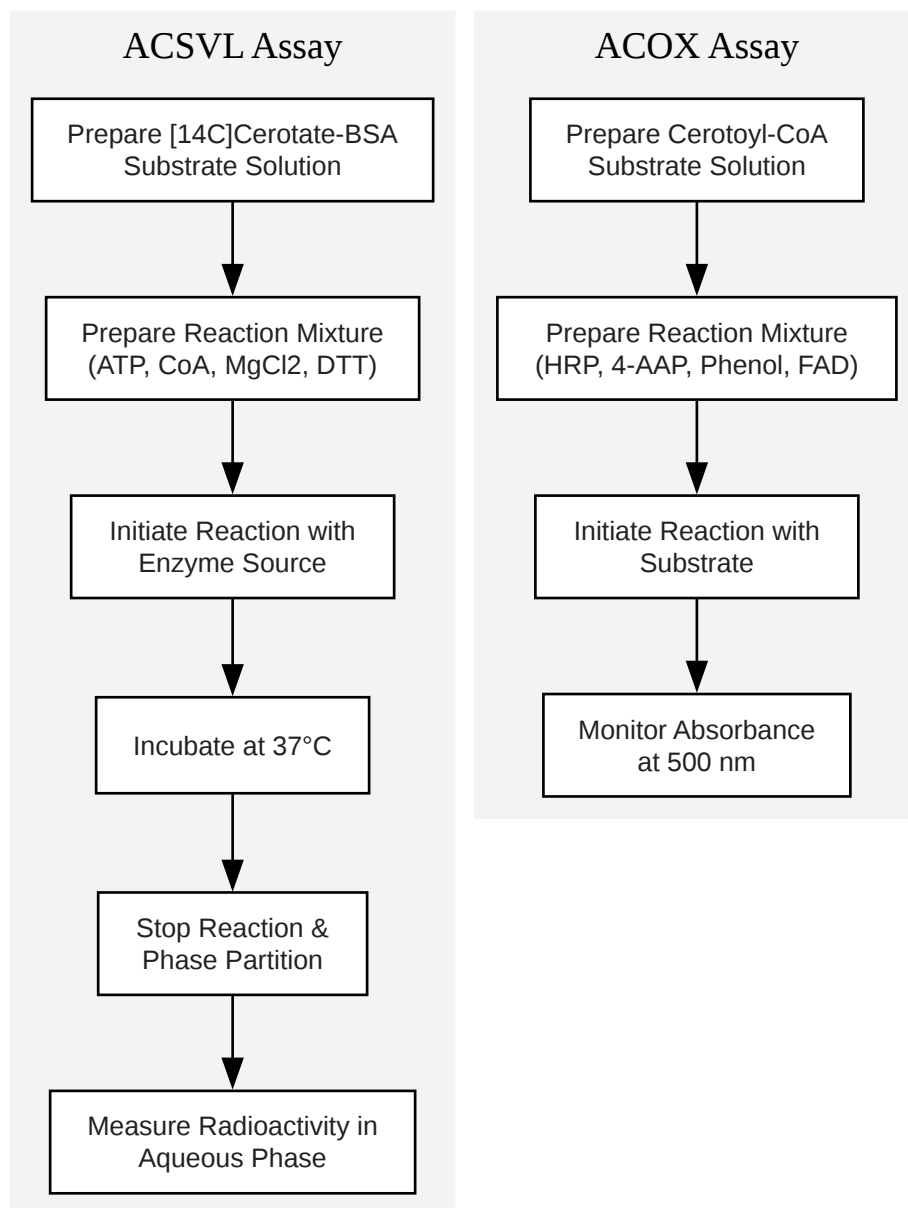 ACSVL Assay
Prepare [14C]Cerotate-BSA
Substrate Solution
Prepare Reaction Mixture
(ATP, CoA, MgCl2, DTT)
Initiate Reaction with
Enzyme Source
Incubate at 37°C
Stop Reaction &
Phase Partition
Measure Radioactivity in
Aqueous Phase
ACOX Assay
Prepare Cerotoyl-CoA
Substrate Solution
Prepare Reaction Mixture
(HRP, 4-AAP, Phenol, FAD)
Initiate Reaction with
Substrate
Monitor Absorbance
at 500 nm